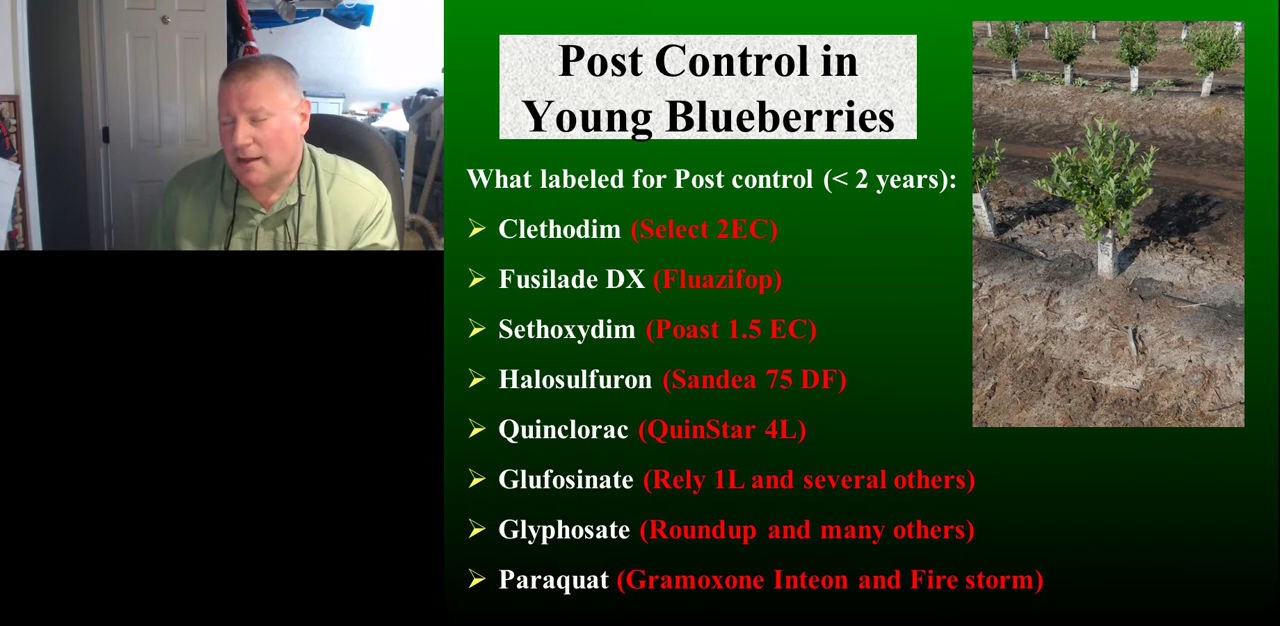 Post Control in
Young Blueberries
What labeled for Post control (< 2 years):
Clethodim (Select 2EC)
Fusilade DX (Fluazifop)
Sethoxydim (Poast 1.5 EC)
Halosulfuron (Sandea 75 DF)
Quinclorac (QuinStar 4L)
Glufosinate (Rely 1L and several others)
Glyphosate (Roundup and many others)
Paraquat (Gramoxone Inteon and Fire storm)